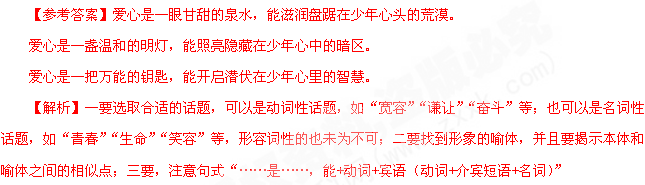 【参考答案】爱心是一眼甘甜的泉水，能滋润盘踞在少年心头的荒漠。
爱心是一盏温和的明灯，能照亮隐藏在少年心中的暗区。
爱心是一把万能的钥匙，能开启潜伏在少年心里的智慧。
【解析】一要选取合适的话题，可以是动词性话题，如“宽容”“谦让”“奋斗”等；也可以是名词性
话题，如“青春”“生命”“笑容”等，形容词性的也未为不可；二要找到形象的喻体，并且要揭示本体和
喻体之间的相似点；三要，注意句式“……是……，能+动词+宾语（动词+介宾短语+名词）”